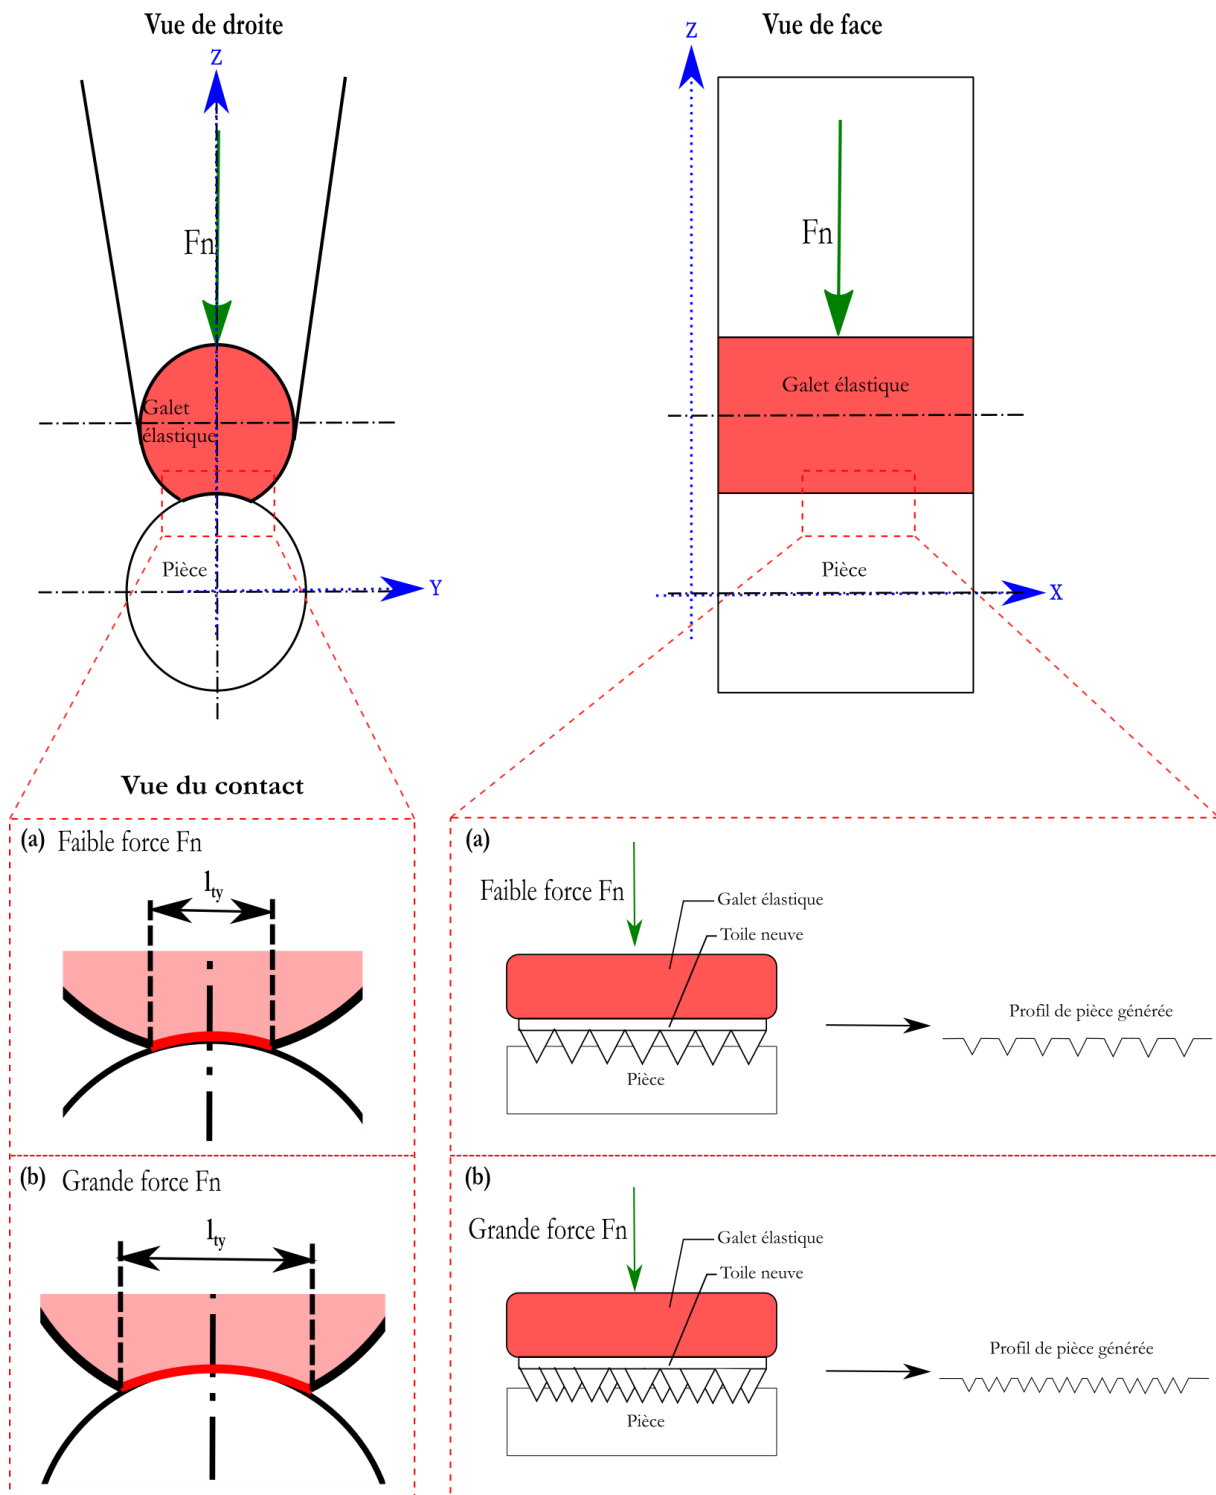 Vue de droite
Vue de face
Z
Z
Fn
Fn
Galet
élastique
Galet élastique
Pièce
Y
Pièce
X
Vue du contact
(a) Faible force Fn
l_ty
(a)
Faible force Fn
Galet élastique
Toile neuve
Pièce
Profil de pièce générée
(b) Grande force Fn
l_ty
(b)
Grande force Fn
Galet élastique
Toile neuve
Pièce
Profil de pièce générée